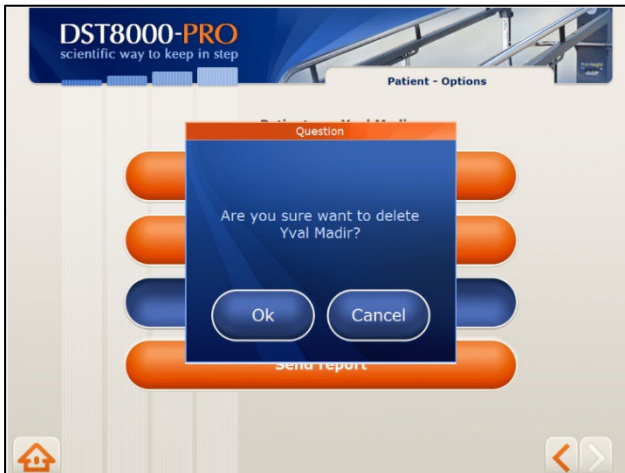 DST8000-PRO
scientific way to keep in step
Patient - Options
Question
Are you sure want to delete
Yval Madir?
Ok
Cancel
Send report